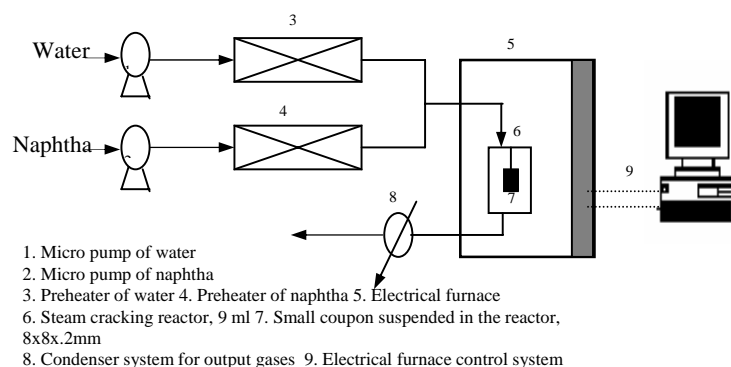 3
5
Water
4
Naphtha
6
9
7
8
1. Micro pump of water
2. Micro pump of naphtha
3. Preheater of water 4. Preheater of naphtha 5. Electrical furnace
6. Steam cracking reactor, 9 ml 7. Small coupon suspended in the reactor,
8x8x.2mm
8. Condenser system for output gases 9. Electrical furnace control system